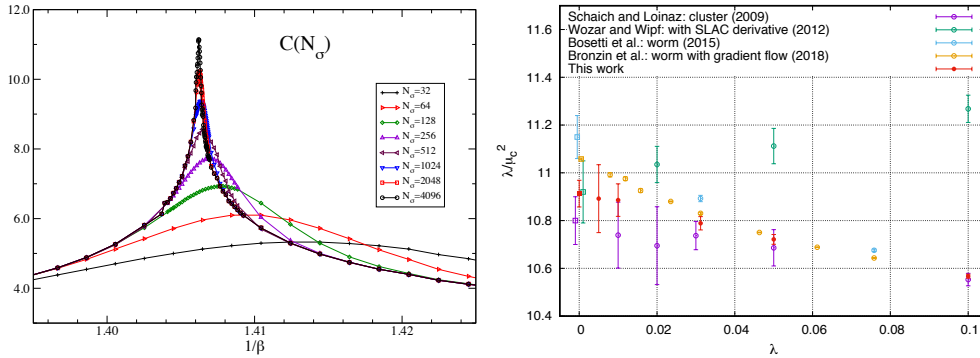 C(Nσ)
12.0
10.0
8.0
6.0
4.0
Nσ=32
Nσ=64
Nσ=128
Nσ=256
Nσ=512
Nσ=1024
Nσ=2048
Nσ=4096
1.40
1.41
1.42
1/β
Schaich and Loinaz: cluster (2009)
Wozar and Wipf: with SLAC derivative (2012)
Bosetti et al.: worm (2015)
Bronzin et al.: worm with gradient flow (2018)
This work
11.6
11.4
11.2
11
10.8
10.6
10.4
λ/μc²
0
0.02
0.04
0.06
0.08
0.1
λ